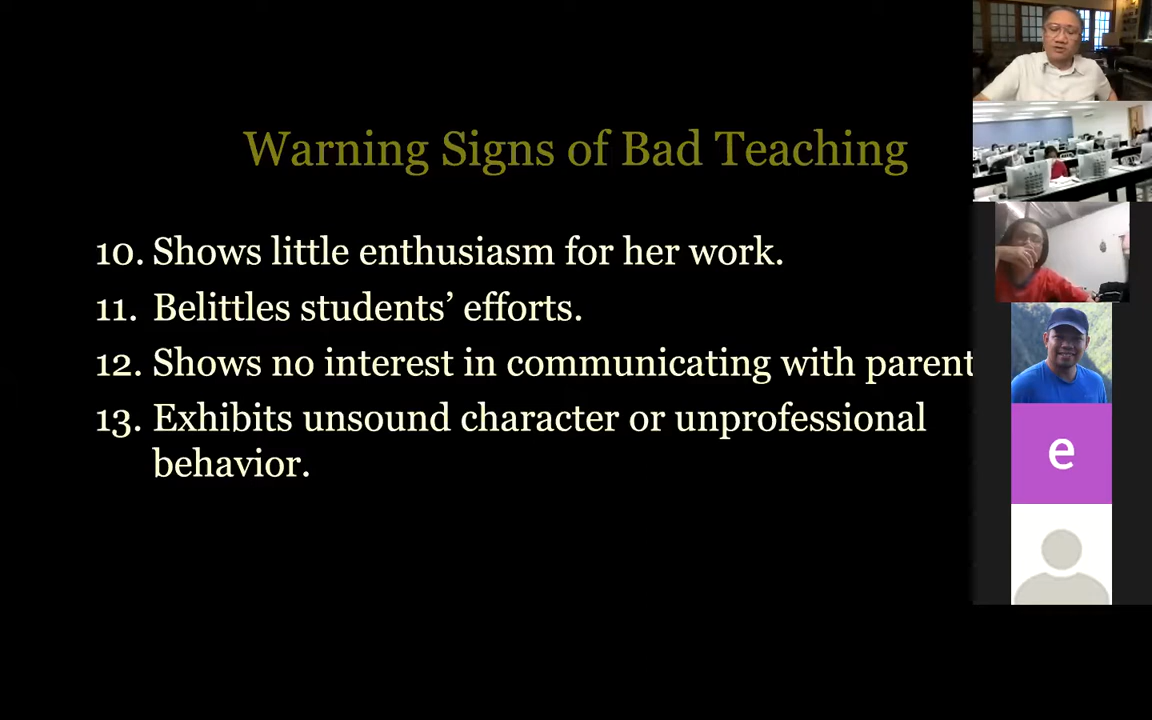 Warning Signs of Bad Teaching
10. Shows little enthusiasm for her work.
11. Belittles students’ efforts.
12. Shows no interest in communicating with parent
13. Exhibits unsound character or unprofessional
behavior.
e